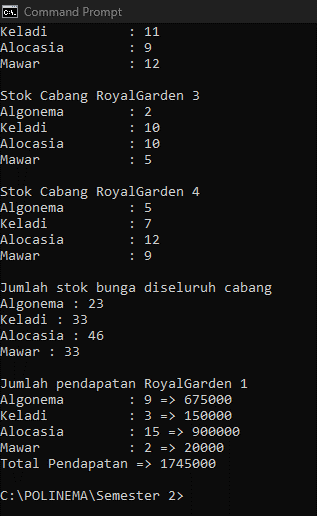 Command Prompt
Keladi : 11
Alocasia : 9
Mawar : 12
Stok Cabang RoyalGarden 3
Algonema : 2
Keladi : 10
Alocasia : 10
Mawar : 5
Stok Cabang RoyalGarden 4
Algonema : 5
Keladi : 7
Alocasia : 12
Mawar : 9
Jumlah stok bunga diseluruh cabang
Algonema : 23
Keladi : 33
Alocasia : 46
Mawar : 33
Jumlah pendapatan RoyalGarden 1
Algonema : 9 => 675000
Keladi : 3 => 150000
Alocasia : 15 => 900000
Mawar : 2 => 20000
Total Pendapatan => 1745000
C:\POLINEMA\Semester 2>